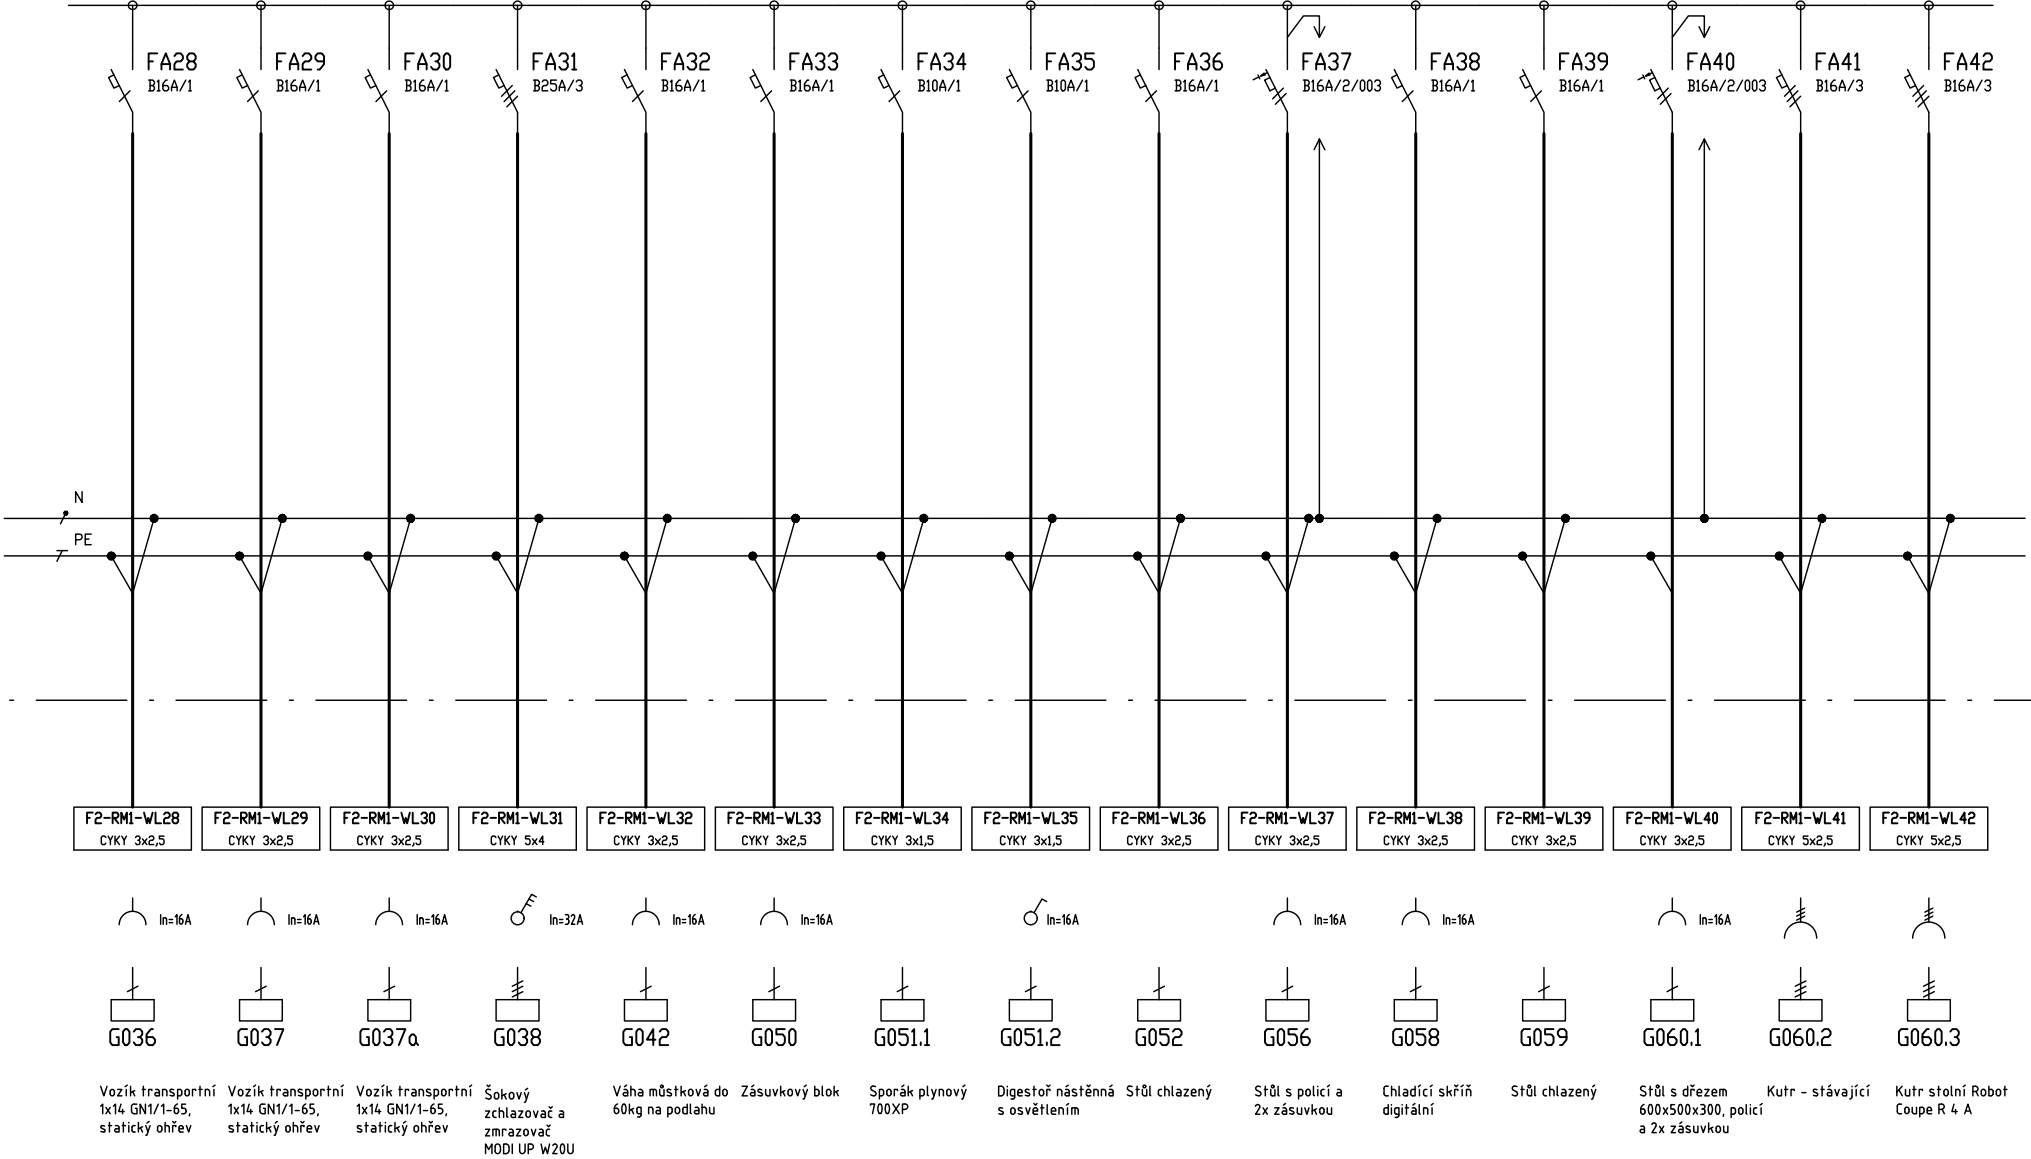 FA28 FA29 FA30 FA31 FA32 FA33 FA34 FA35 FA36 FA37 FA38 FA39 FA40 FA41 FA42
B16A/1 B16A/1 B16A/1 B25A/3 B16A/1 B16A/1 B10A/1 B10A/1 B16A/1 B16A/2/003 B16A/1 B16A/1 B16A/2/003 B16A/3 B16A/3
N
PE
F2-RM1-WL28 F2-RM1-WL29 F2-RM1-WL30 F2-RM1-WL31 F2-RM1-WL32 F2-RM1-WL33 F2-RM1-WL34 F2-RM1-WL35 F2-RM1-WL36 F2-RM1-WL37 F2-RM1-WL38 F2-RM1-WL39 F2-RM1-WL40 F2-RM1-WL41 F2-RM1-WL42
CYKY 3x2,5 CYKY 3x2,5 CYKY 3x2,5 CYKY 5x4 CYKY 3x2,5 CYKY 3x2,5 CYKY 3x1,5 CYKY 3x1,5 CYKY 3x2,5 CYKY 3x2,5 CYKY 3x2,5 CYKY 3x2,5 CYKY 3x2,5 CYKY 5x2,5 CYKY 5x2,5
In=16A In=16A In=16A In=32A In=16A In=16A In=16A In=16A In=16A In=16A
G036 G037 G037a G038 G042 G050 G051.1 G051.2 G052 G056 G058 G059 G060.1 G060.2 G060.3
Vozík transportní
1x14 GN1/1-65,
statický ohřev
Vozík transportní
1x14 GN1/1-65,
statický ohřev
Vozík transportní
1x14 GN1/1-65,
statický ohřev
Šokový
zchlazovač a
zmrazovač
MODI UP W20U
Váha můstková do
60kg na podlahu
Zásuvkový blok
Sporák plynový
700XP
Digestoř nástěnná
s osvětlením
Stůl chlazený
Stůl s policí a
2x zásuvkou
Chladící skříň
digitální
Stůl chlazený
Stůl s dřezem
600x500x300, policí
a 2x zásuvkou
Kutr - stávající
Kutr stolní Robot
Coupe R 4 A